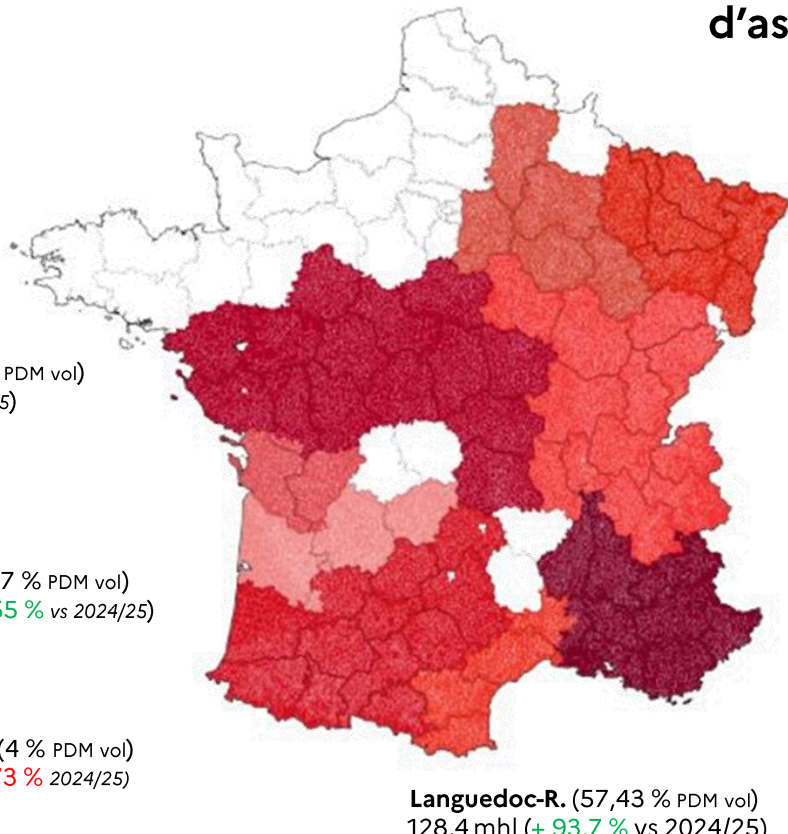 d’as
PDM vol)
5)
7 % PDM vol)
55 % vs 2024/25)
(4 % PDM vol)
73 % 2024/25)
Languedoc-R. (57,43 % PDM vol)
128,4 mhl (+ 93,7 % vs 2024/25)